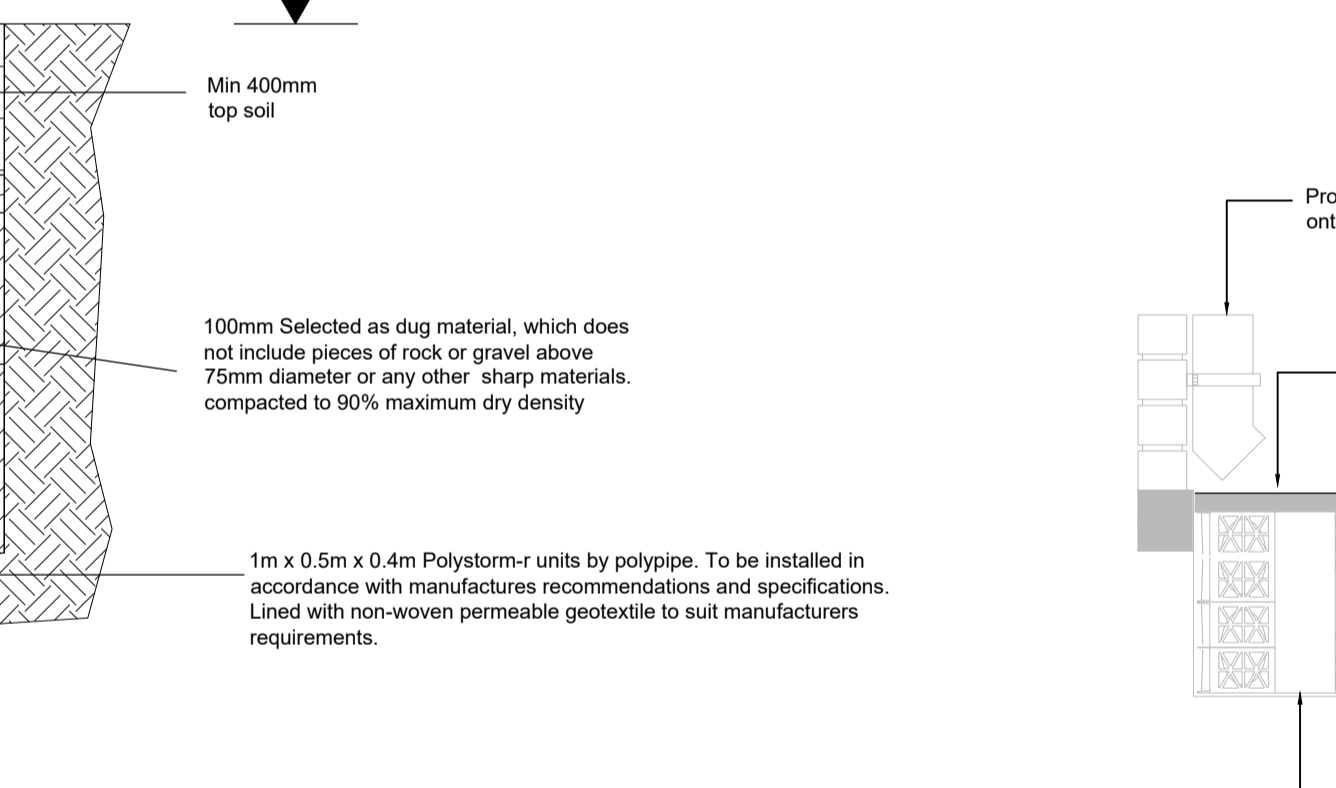 Min 400mm
top soil
Pro
ont
100mm Selected as dug material, which does
not include pieces of rock or gravel above
75mm diameter or any other  sharp materials.
compacted to 90% maximum dry density
1m x 0.5m x 0.4m Polystorm-r units by polypipe. To be installed in
accordance with manufactures recommendations and specifications.
Lined with non-woven permeable geotextile to suit manufacturers
requirements.